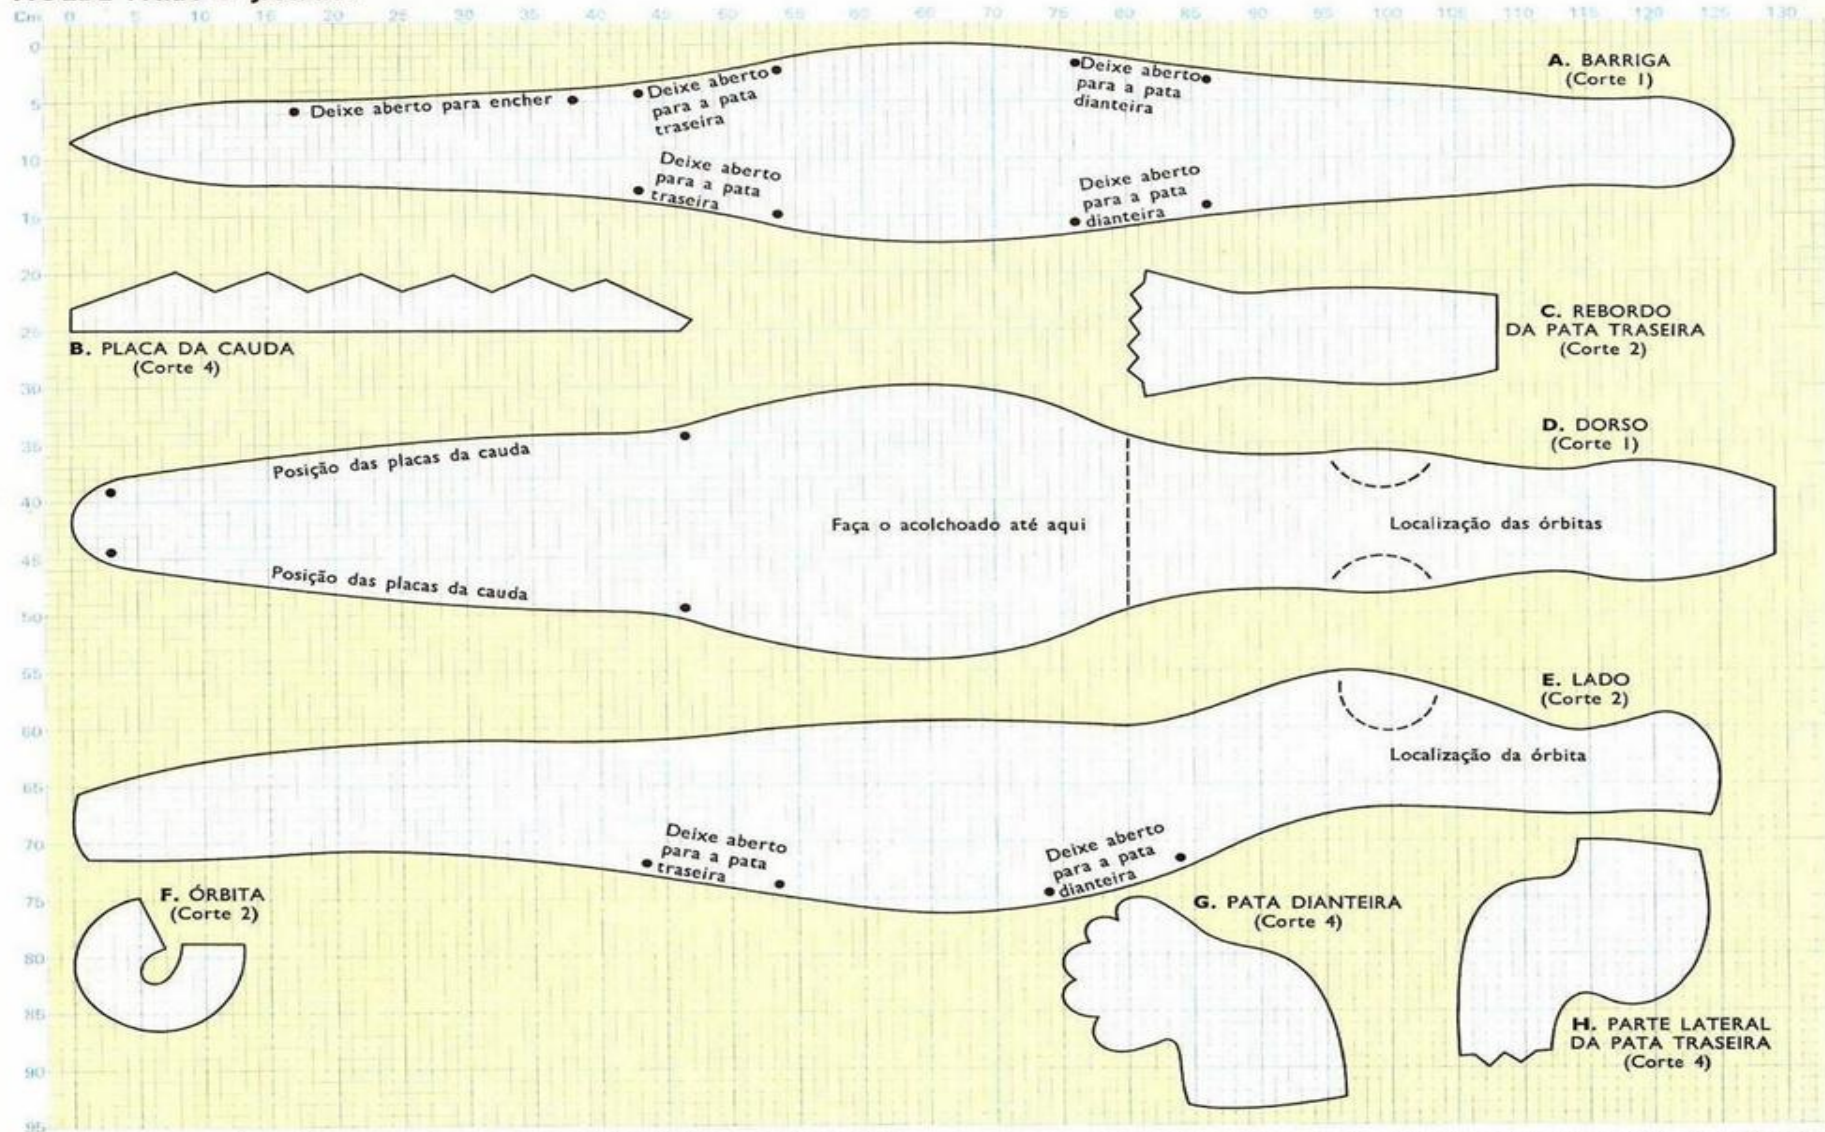 Cm 0 5 10 15 20 25 30 35 40 45 50 55 60 65 70 75 80 85 90 95 100 105 110 115 120 125 130
0
5
10
15
20
25
30
35
40
45
50
55
60
65
70
75
80
85
90
95
A. BARRIGA
(Corte 1)
Deixe aberto para encher
Deixe aberto
para a pata
traseira
Deixe aberto
para a pata
dianteira
Deixe aberto
para a pata
traseira
Deixe aberto
para a pata
dianteira
B. PLACA DA CAUDA
(Corte 4)
C. REBORDO
DA PATA TRASEIRA
(Corte 2)
D. DORSO
(Corte 1)
Posição das placas da cauda
Faça o acolchoado até aqui
Localização das órbitas
Posição das placas da cauda
E. LADO
(Corte 2)
Localização da órbita
Deixe aberto
para a pata
traseira
Deixe aberto
para a pata
dianteira
F. ÓRBITA
(Corte 2)
G. PATA DIANTEIRA
(Corte 4)
H. PARTE LATERAL
DA PATA TRASEIRA
(Corte 4)